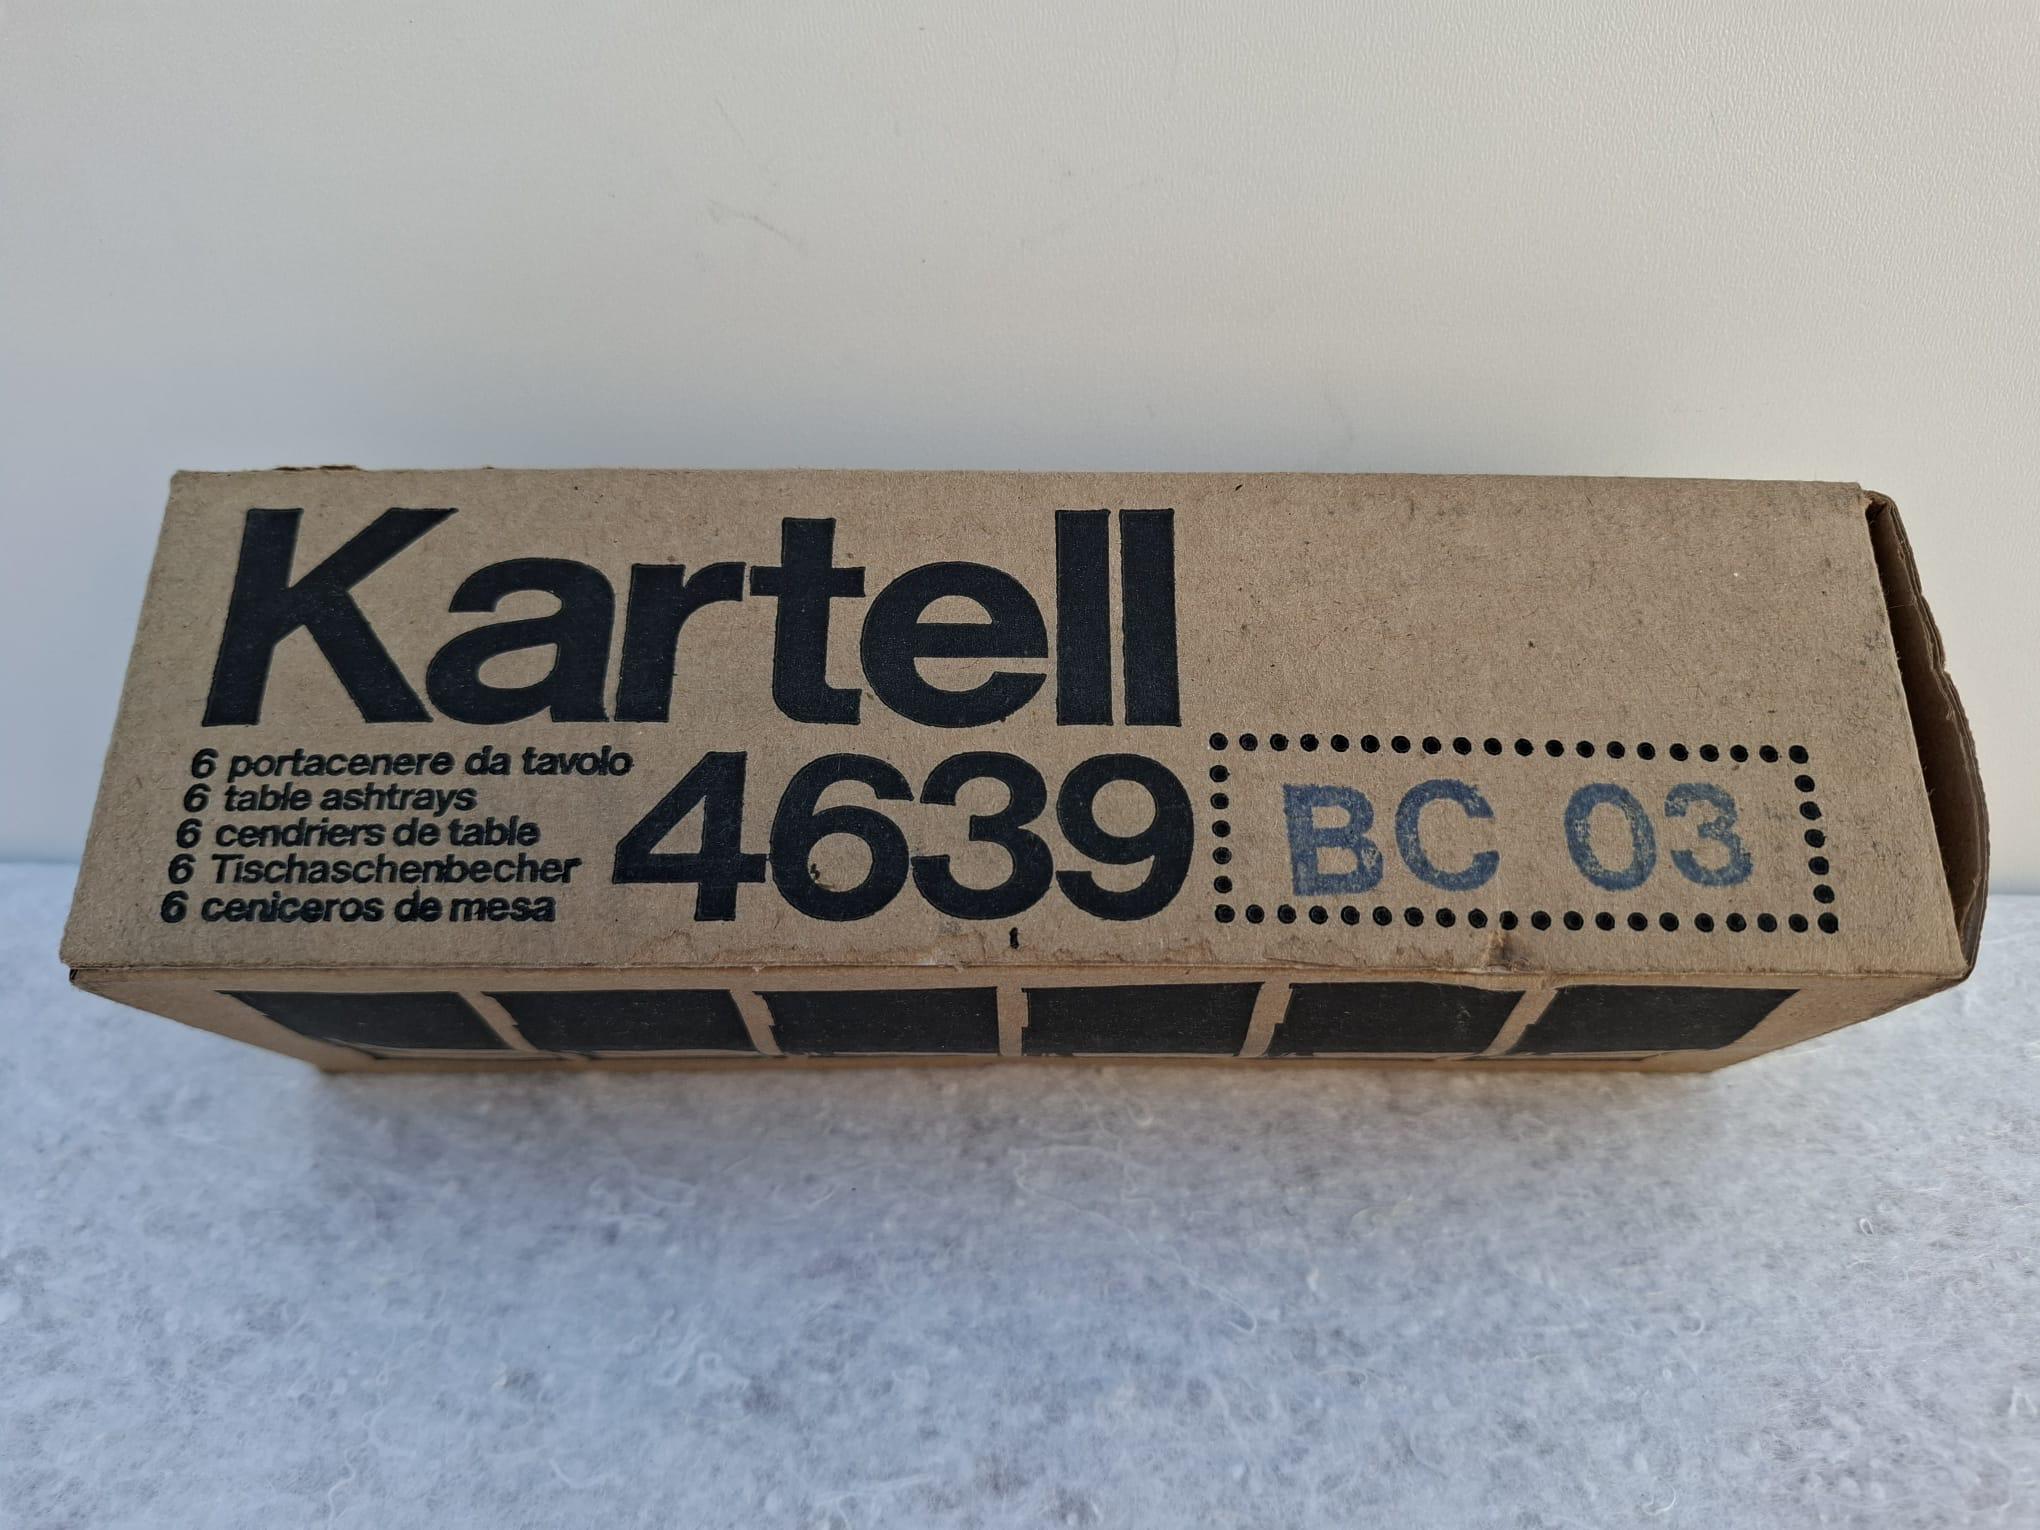 Kartell
6 portacenere da tavolo
6 table ashtrays
6 cendriers de table
6 Tischaschenbecher
6 ceniceros de mesa
4639
BC 03